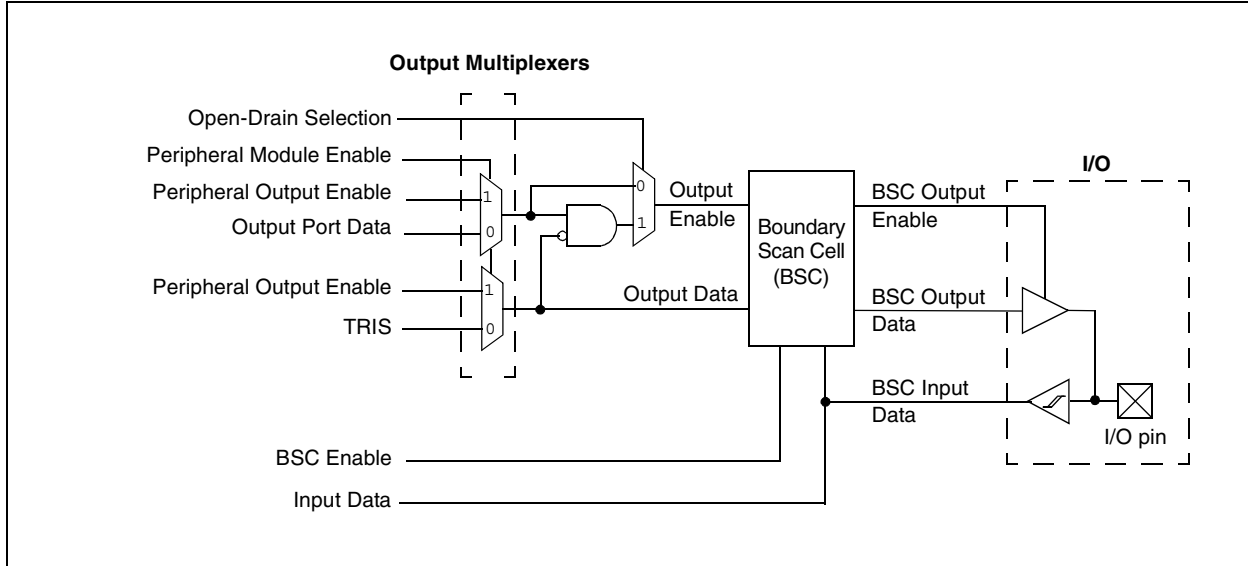 Output Multiplexers
Open-Drain Selection
Peripheral Module Enable
Peripheral Output Enable
Output Port Data
Peripheral Output Enable
TRIS
1
0
1
0
0
1
Output
Enable
Output Data
Boundary
Scan Cell
(BSC)
BSC Output
Enable
BSC Output
Data
BSC Input
Data
I/O
I/O pin
BSC Enable
Input Data